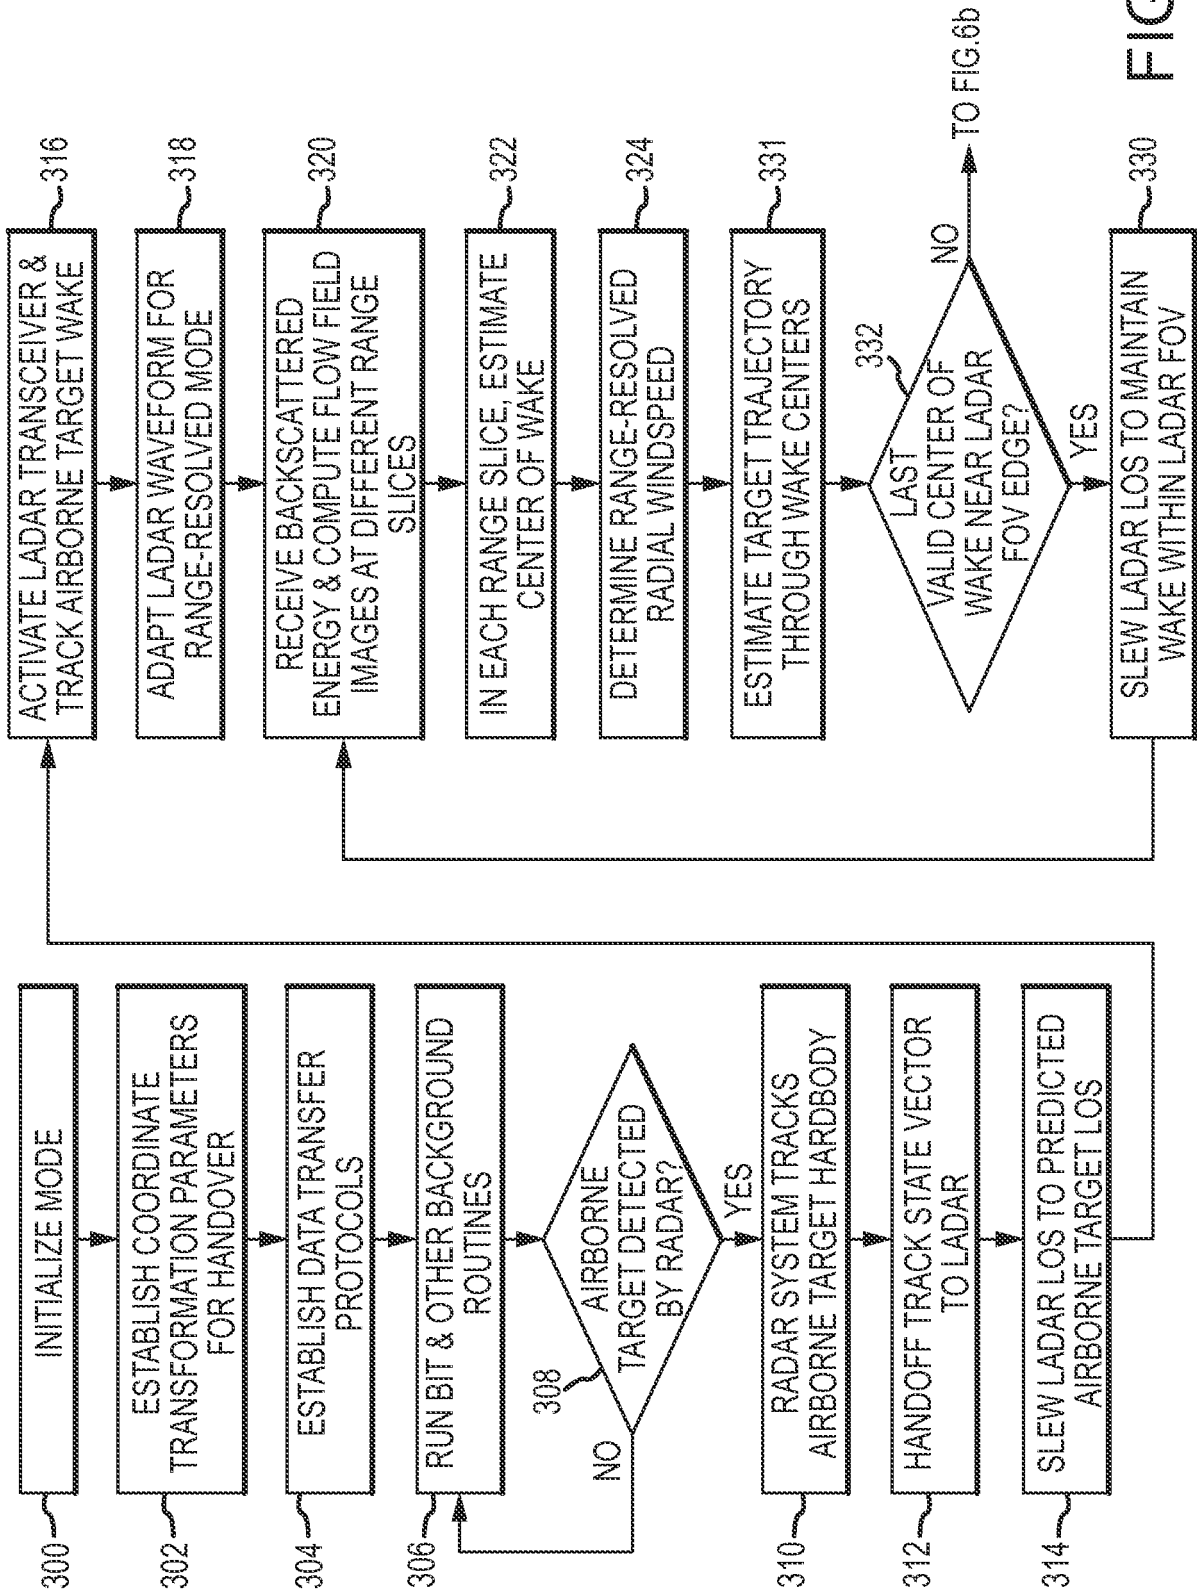 300
INITIALIZE MODE
302
ESTABLISH COORDINATE
TRANSFORMATION PARAMETERS
FOR HANDOVER
304
ESTABLISH DATA TRANSFER
PROTOCOLS
306
RUN BIT & OTHER BACKGROUND
ROUTINES
308
AIRBORNE
TARGET DETECTED
BY RADAR?
NO
YES
310
RADAR SYSTEM TRACKS
AIRBORNE TARGET HARDBODY
312
HANDOFF TRACK STATE VECTOR
TO LADAR
314
SLEW LADAR LOS TO PREDICTED
AIRBORNE TARGET LOS
316
ACTIVATE LADAR TRANSCEIVER &
TRACK AIRBORNE TARGET WAKE
318
ADAPT LADAR WAVEFORM FOR
RANGE-RESOLVED MODE
320
RECEIVE BACKSCATTERED
ENERGY & COMPUTE FLOW FIELD
IMAGES AT DIFFERENT RANGE
SLICES
322
IN EACH RANGE SLICE, ESTIMATE
CENTER OF WAKE
324
DETERMINE RANGE-RESOLVED
RADIAL WINDSPEED
331
ESTIMATE TARGET TRAJECTORY
THROUGH WAKE CENTERS
332
LAST
VALID CENTER OF
WAKE NEAR LADAR
FOV EDGE?
NO
TO FIG.6b
YES
330
SLEW LADAR LOS TO MAINTAIN
WAKE WITHIN LADAR FOV